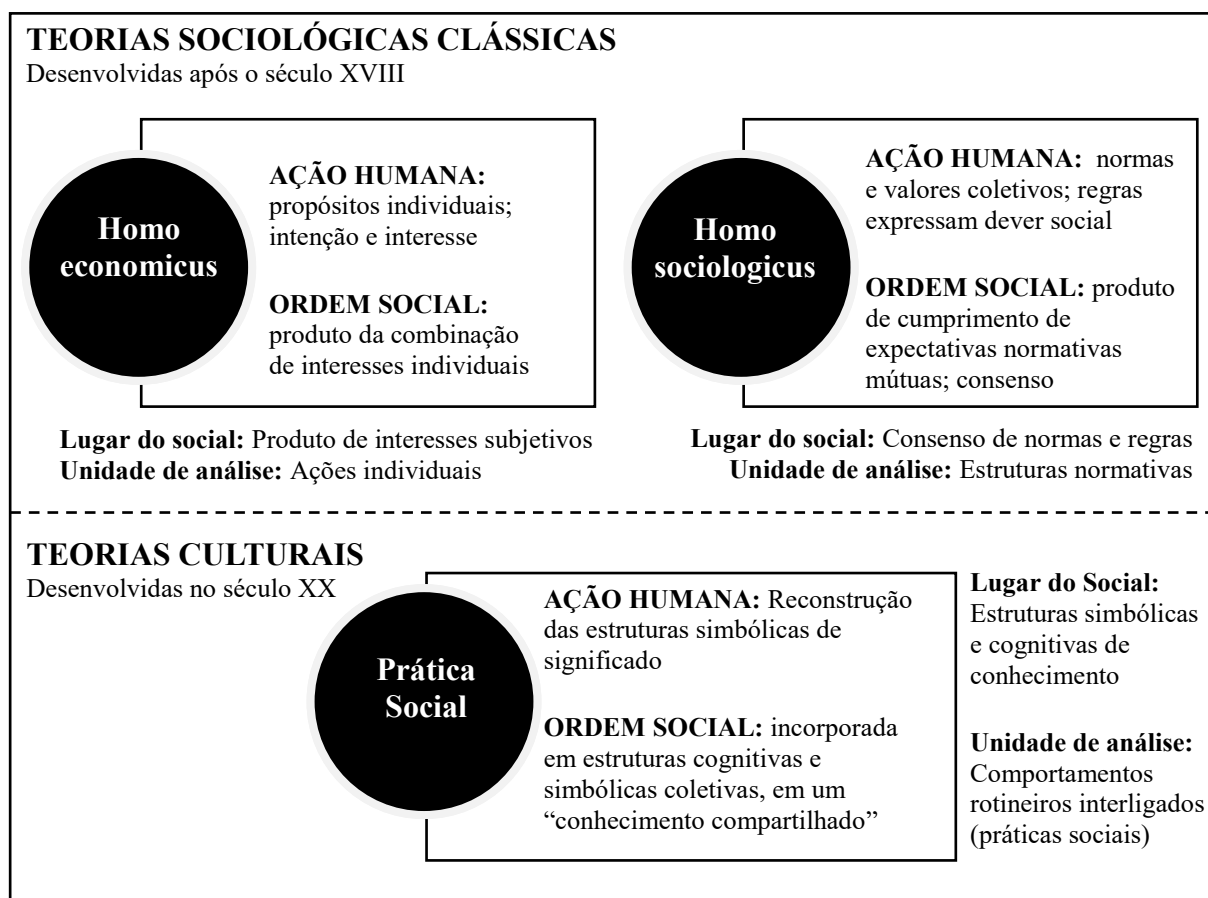 TEORIAS SOCIOLÓGICAS CLÁSSICAS
Desenvolvidas após o século XVIII
Homo
economicus
AÇÃO HUMANA:
propósitos individuais;
intenção e interesse
ORDEM SOCIAL:
produto da combinação
de interesses individuais
Lugar do social: Produto de interesses subjetivos
Unidade de análise: Ações individuais
Homo
sociologicus
AÇÃO HUMANA: normas
e valores coletivos; regras
expressam dever social
ORDEM SOCIAL: produto
de cumprimento de
expectativas normativas
mútuas; consenso
Lugar do social: Consenso de normas e regras
Unidade de análise: Estruturas normativas
TEORIAS CULTURAIS
Desenvolvidas no século XX
Prática
Social
AÇÃO HUMANA: Reconstrução
das estruturas simbólicas de
significado
ORDEM SOCIAL: incorporada
em estruturas cognitivas e
simbólicas coletivas, em um
“conhecimento compartilhado”
Lugar do Social:
Estruturas simbólicas
e cognitivas de
conhecimento
Unidade de análise:
Comportamentos
rotineiros interligados
(práticas sociais)